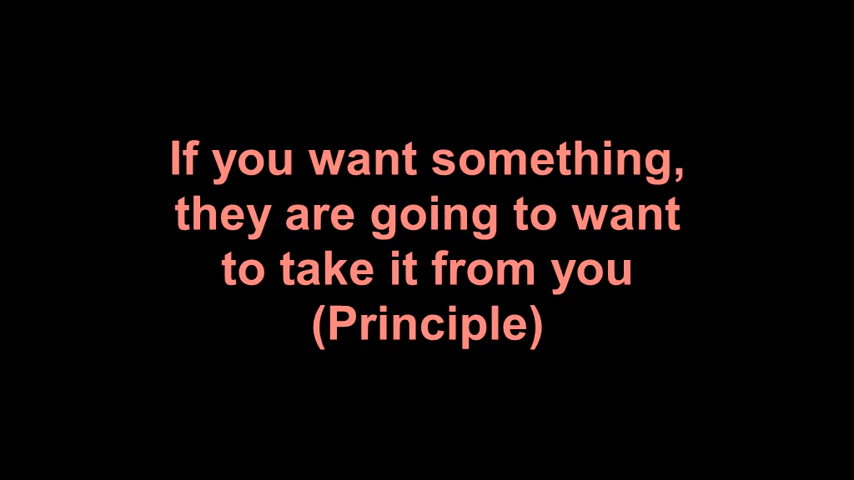 If you want something,
they are going to want
to take it from you
(Principle)